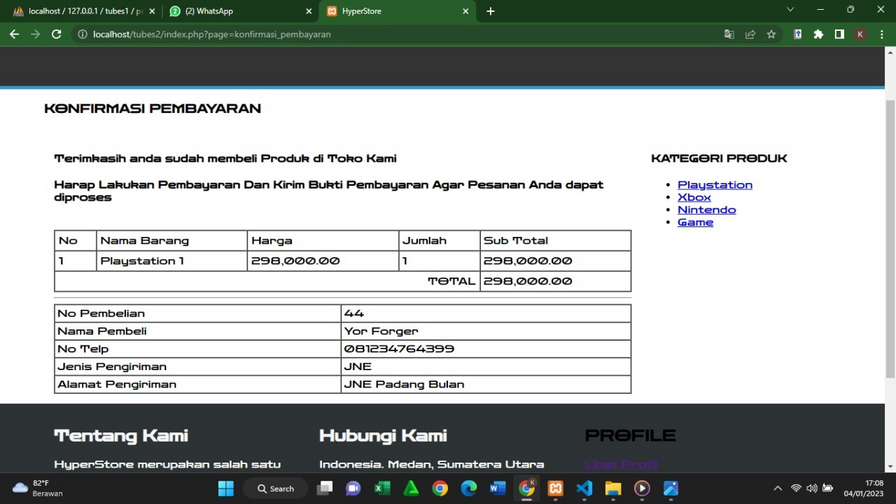 localhost / 127.0.0.1 / tubes1 / p
(2) WhatsApp
HyperStore
localhost/tubes2/index.php?page=konfirmasi_pembayaran
K
KONFIRMASI PEMBAYARAN
Terimkasih anda sudah membeli Produk di Toko Kami
Harap Lakukan Pembayaran Dan Kirim Bukti Pembayaran Agar Pesanan Anda dapat
diproses
KATEGORI PRODUK
Playstation
Xbox
Nintendo
Game
No Nama Barang Harga Jumlah Sub Total
1 Playstation 1 298,000.00 1 298,000.00
TOTAL 298,000.00
No Pembelian 44
Nama Pembeli Yor Forger
No Telp 081234764399
Jenis Pengiriman JNE
Alamat Pengiriman JNE Padang Bulan
Tentang Kami Hubungi Kami PROFILE
HyperStore merupakan salah satu Indonesia. Medan, Sumatera Utara Lihat Profil
82°F
Berawan
Search
17:08
04/01/2023